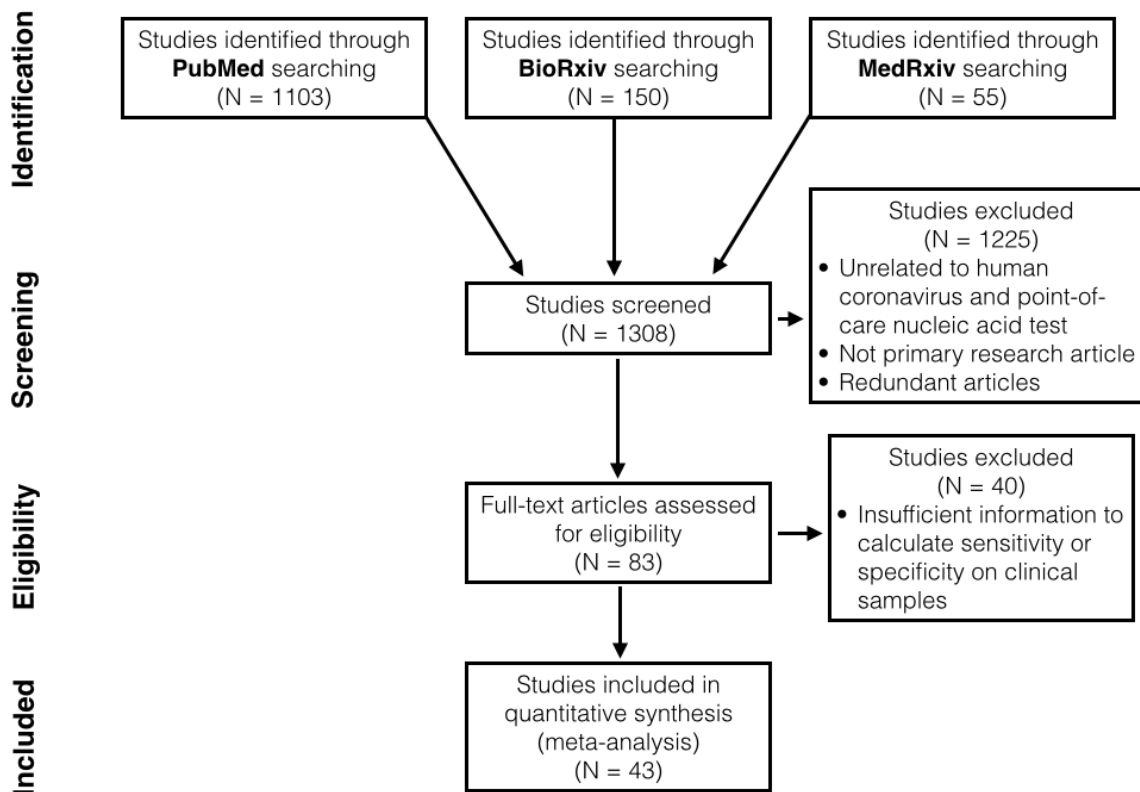 Identification
Studies identified through
PubMed searching
(N = 1103)
Studies identified through
BioRxiv searching
(N = 150)
Studies identified through
MedRxiv searching
(N = 55)
Screening
Studies screened
(N = 1308)
Studies excluded
(N = 1225)
• Unrelated to human
coronavirus and point-of-
care nucleic acid test
• Not primary research article
• Redundant articles
Eligibility
Full-text articles assessed
for eligibility
(N = 83)
Studies excluded
(N = 40)
• Insufficient information to
calculate sensitivity or
specificity on clinical
samples
Included
Studies included in
quantitative synthesis
(meta-analysis)
(N = 43)